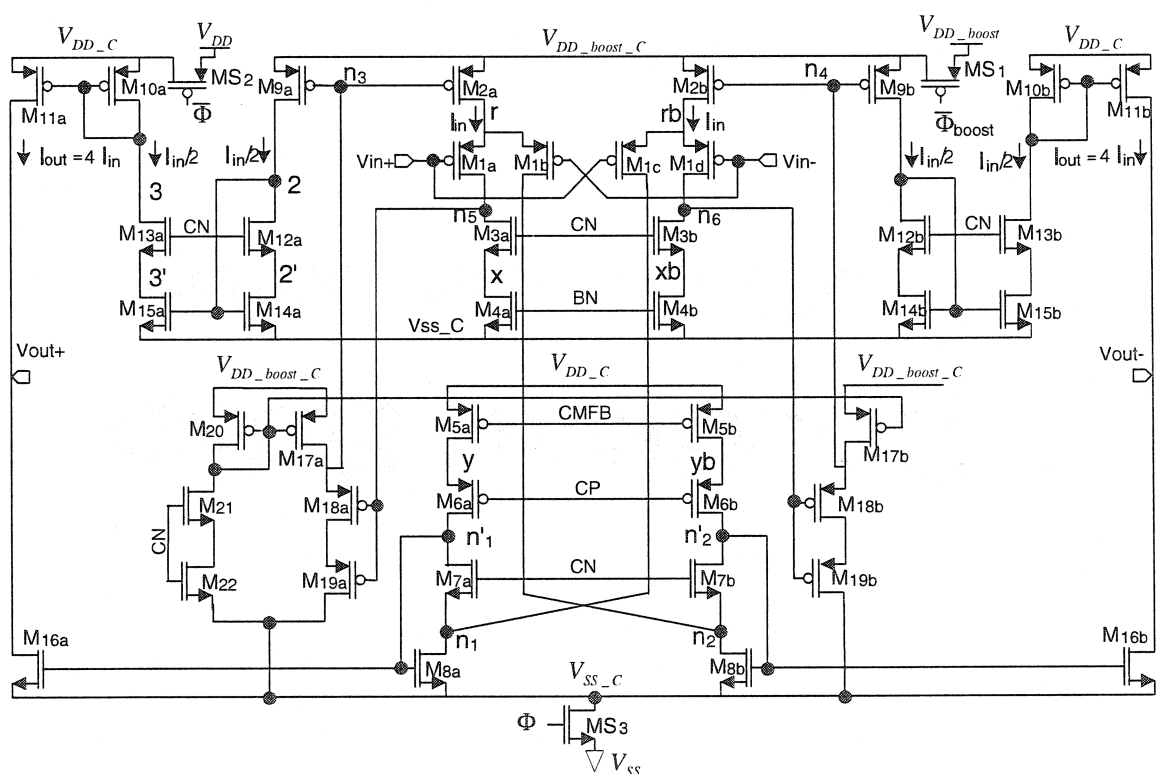 V_DD_C V_DD V_DD_boost_C V_DD_boost V_DD_C
M11a M10a MS2 M9a n3 M2a M2b n4 M9b MS1 M10b M11b
Φ̅ Φ̅boost
r rb
Iin Iin
Iout =4 Iin Iin/2 Iin/2 Iin/2 Iin/2 Iout =4 Iin
Vin+ M1a M1b M1c M1d Vin-
3 2
n5 n6
M13a CN M12a M3a CN M3b M12b CN M13b
3' 2' x xb
M15a M14a M4a BN M4b M14b M15b
Vss_C
Vout+ Vout-
V_DD_boost_C V_DD_C V_DD_boost_C
M20 M17a M5a CMFB M5b M17b
y yb
M21 M18a M6a CP M6b M18b
CN n'1 n'2
M22 M19a M7a CN M7b M19b
M16a n1 n2 M16b
M8a M8b
V_SS_C
Φ MS3
V_SS